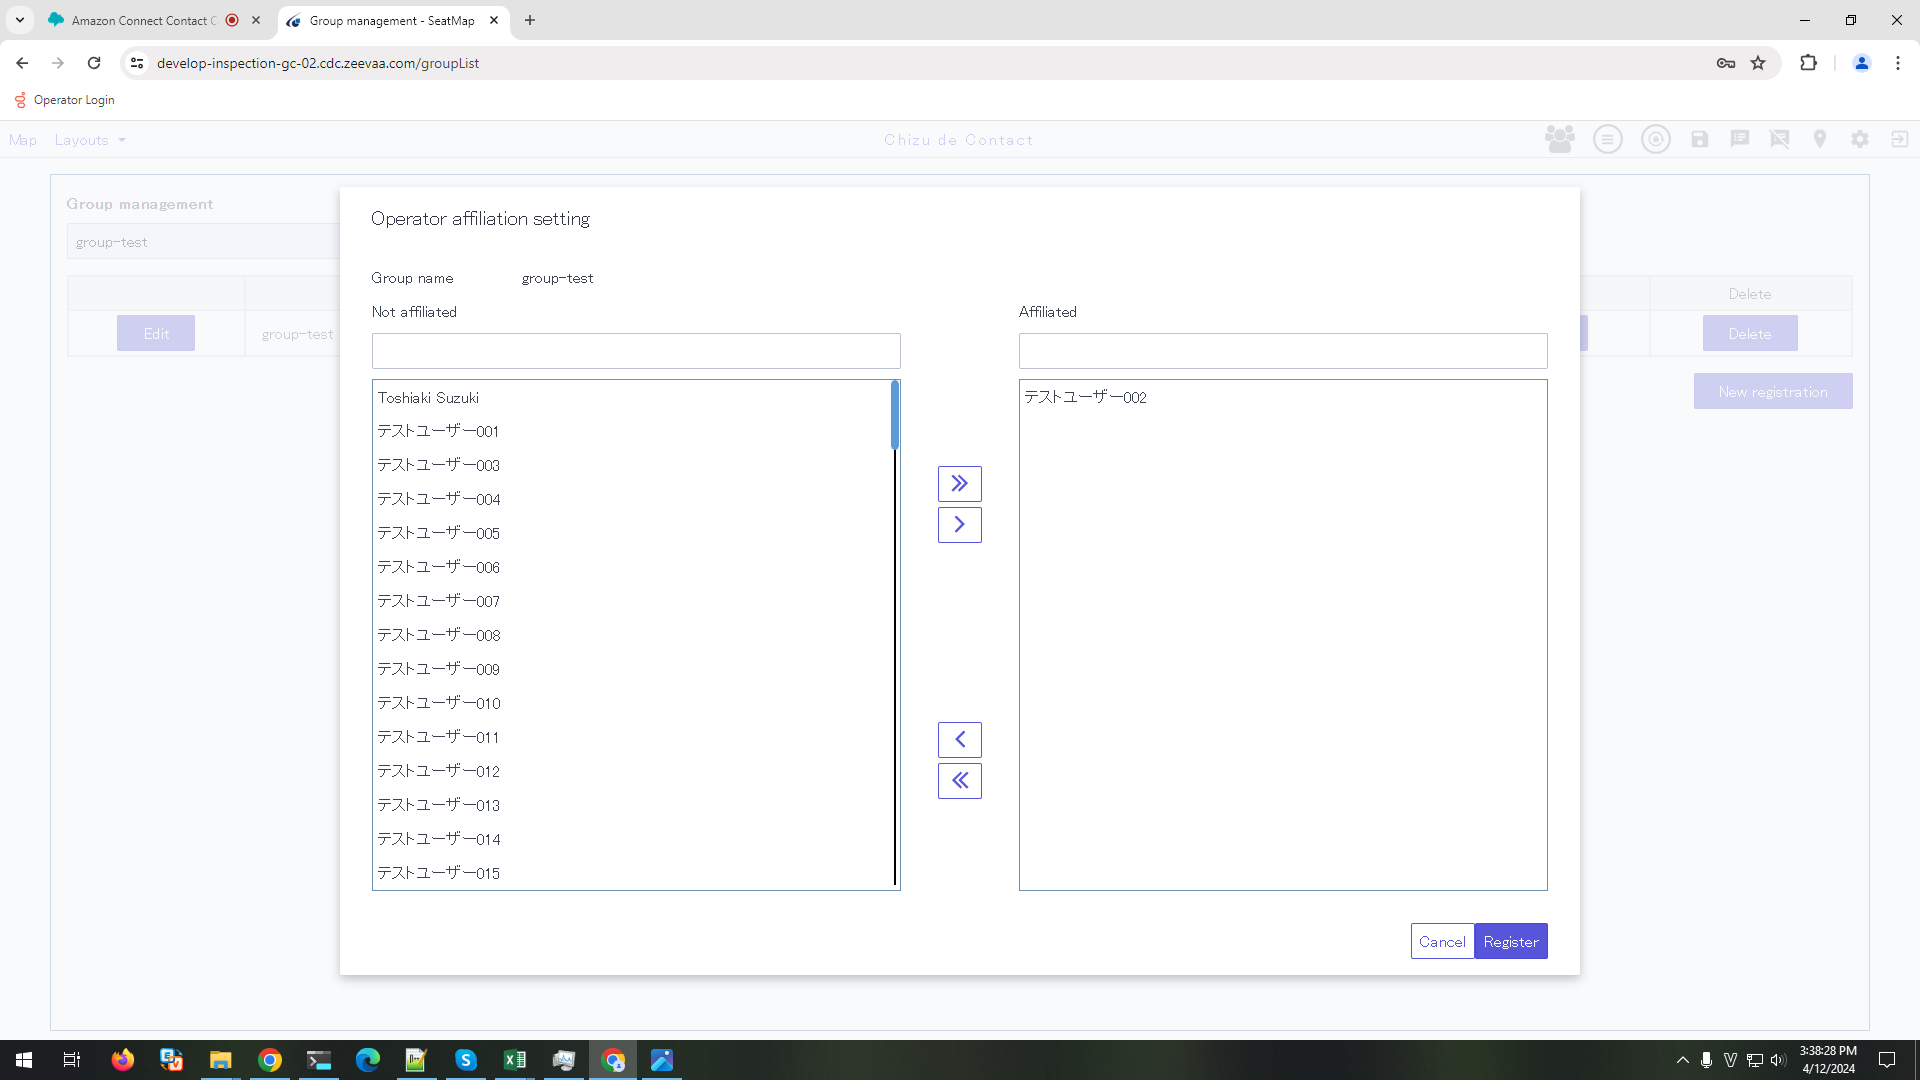 Amazon Connect Contact C
Group management - SeatMap
develop-inspection-gc-02.cdc.zeevaa.com/groupList
Operator Login
Map
Layouts
Chizu de Contact
Group management
group-test
Edit
group-test
Delete
Delete
New registration
Operator affiliation setting
Group name
group-test
Not affiliated
Toshiaki Suzuki
テストユーザー001
テストユーザー003
テストユーザー004
テストユーザー005
テストユーザー006
テストユーザー007
テストユーザー008
テストユーザー009
テストユーザー010
テストユーザー011
テストユーザー012
テストユーザー013
テストユーザー014
テストユーザー015
Affiliated
テストユーザー002
Cancel
Register
3:38:28 PM
4/12/2024